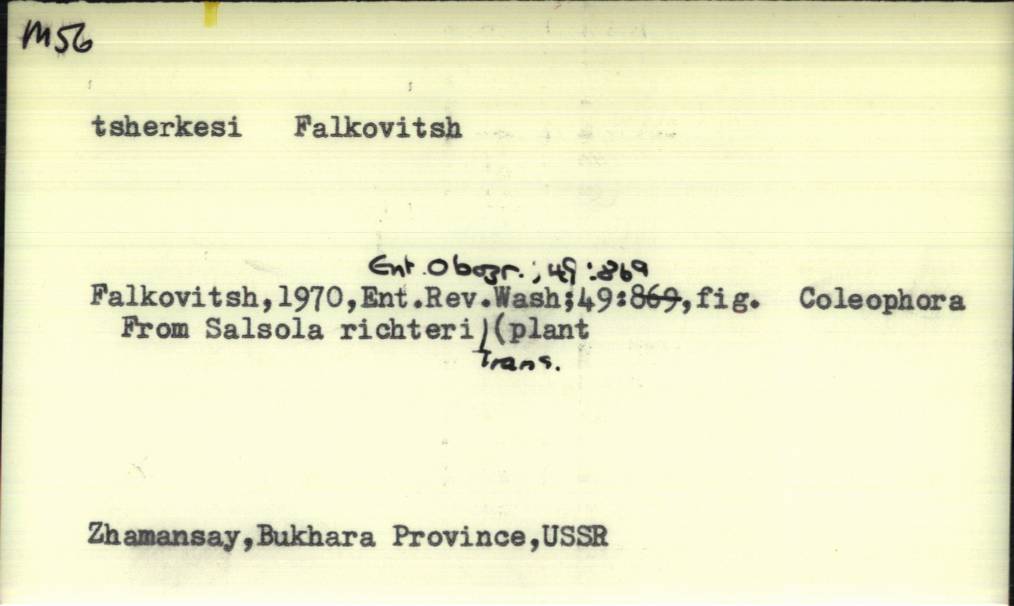 M56
tsherkesi Falkovitsh
Ent. Obozr.; 49:869
Falkovitsh,1970,Ent.Rev.Wash;49:869,fig. Coleophora
From Salsola richteri)(plant
Trans.
Zhamansay,Bukhara Province,USSR